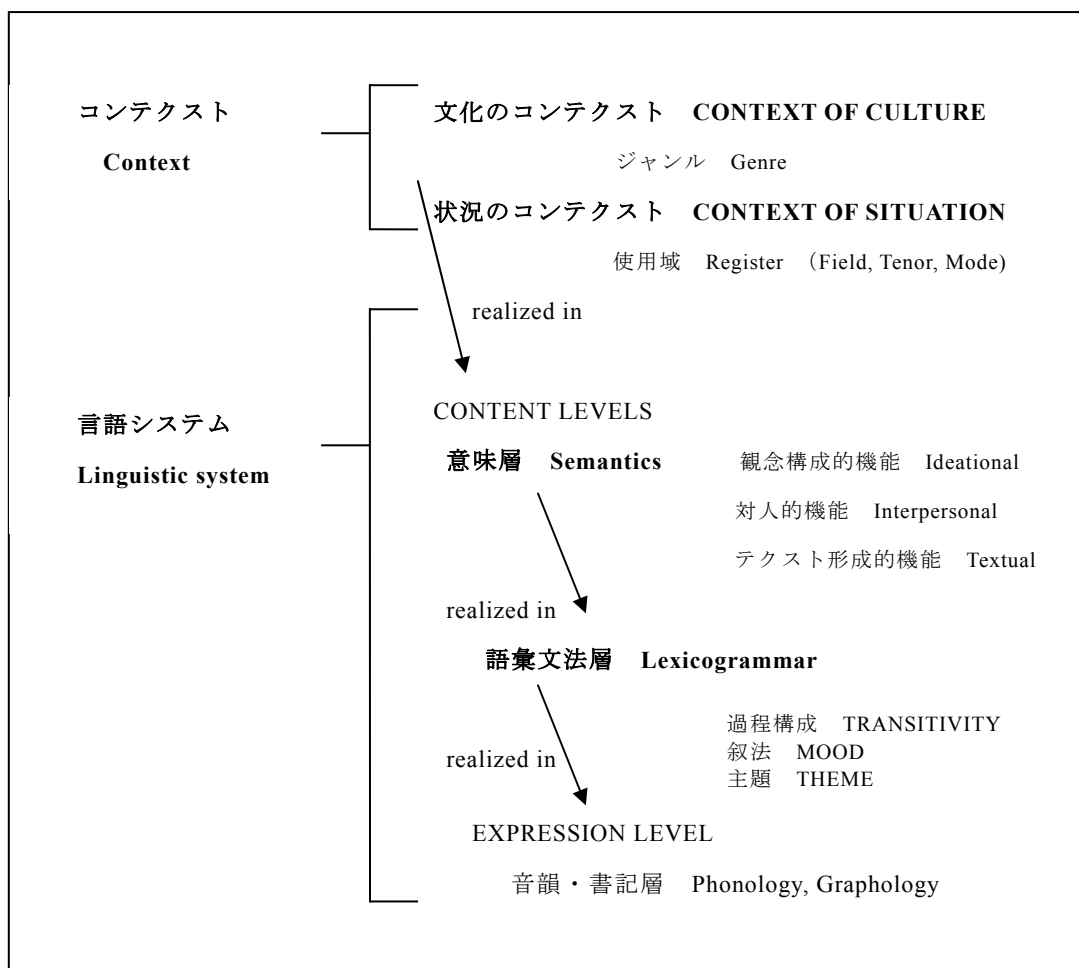 コンテクスト
Context
文化のコンテクスト CONTEXT OF CULTURE
ジャンル Genre
状況のコンテクスト CONTEXT OF SITUATION
使用域 Register （Field, Tenor, Mode)
realized in
言語システム
Linguistic system
CONTENT LEVELS
意味層 Semantics 観念構成的機能 Ideational
対人的機能 Interpersonal
テクスト形成的機能 Textual
realized in
語彙文法層 Lexicogrammar
過程構成 TRANSITIVITY
叙法 MOOD
主題 THEME
realized in
EXPRESSION LEVEL
音韻・書記層 Phonology, Graphology